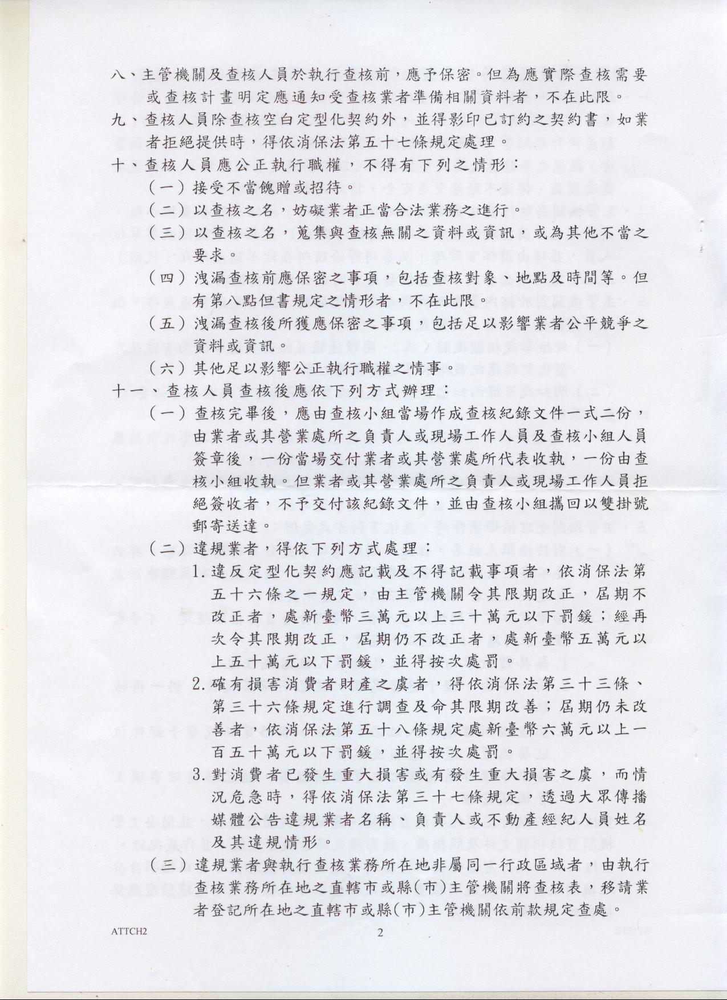 八、主管機關及查核人員於執行查核前，應予保密。但為應實際查核需要
或查核計畫明定應通知受查核業者準備相關資料者，不在此限。
九、查核人員除查核空白定型化契約外，並得影印已訂約之契約書，如業
者拒絕提供時，得依消保法第五十七條規定處理。
十、查核人員應公正執行職權，不得有下列之情形：
（一）接受不當餽贈或招待。
（二）以查核之名，妨礙業者正當合法業務之進行。
（三）以查核之名，蒐集與查核無關之資料或資訊，或為其他不當之
要求。
（四）洩漏查核前應保密之事項，包括查核對象、地點及時間等。但
有第八點但書規定之情形者，不在此限。
（五）洩漏查核後所獲應保密之事項，包括足以影響業者公平競爭之
資料或資訊。
（六）其他足以影響公正執行職權之情事。
十一、查核人員查核後應依下列方式辦理：
（一）查核完畢後，應由查核小組當場作成查核紀錄文件一式二份，
由業者或其營業處所之負責人或現場工作人員及查核小組人員
簽章後，一份當場交付業者或其營業處所代表收執，一份由查
核小組收執。但業者或其營業處所之負責人或現場工作人員拒
絕簽收者，不予交付該紀錄文件，並由查核小組攜回以雙掛號
郵寄送達。
（二）違規業者，得依下列方式處理：
1. 違反定型化契約應記載及不得記載事項者，依消保法第
五十六條之一規定，由主管機關令其限期改正，屆期不
改正者，處新臺幣三萬元以上三十萬元以下罰鍰；經再
次令其限期改正，屆期仍不改正者，處新臺幣五萬元以
上五十萬元以下罰鍰，並得按次處罰。
2. 確有損害消費者財產之虞者，得依消保法第三十三條、
第三十六條規定進行調查及命其限期改善；屆期仍未改
善者，依消保法第五十八條規定處新臺幣六萬元以上一
百五十萬元以下罰鍰，並得按次處罰。
3. 對消費者已發生重大損害或有發生重大損害之虞，而情
況危急時，得依消保法第三十七條規定，透過大眾傳播
媒體公告違規業者名稱、負責人或不動產經紀人員姓名
及其違規情形。
（三）違規業者與執行查核業務所在地非屬同一行政區域者，由執行
查核業務所在地之直轄市或縣(市)主管機關將查核表，移請業
者登記所在地之直轄市或縣(市)主管機關依前款規定查處。
ATTCH2
2